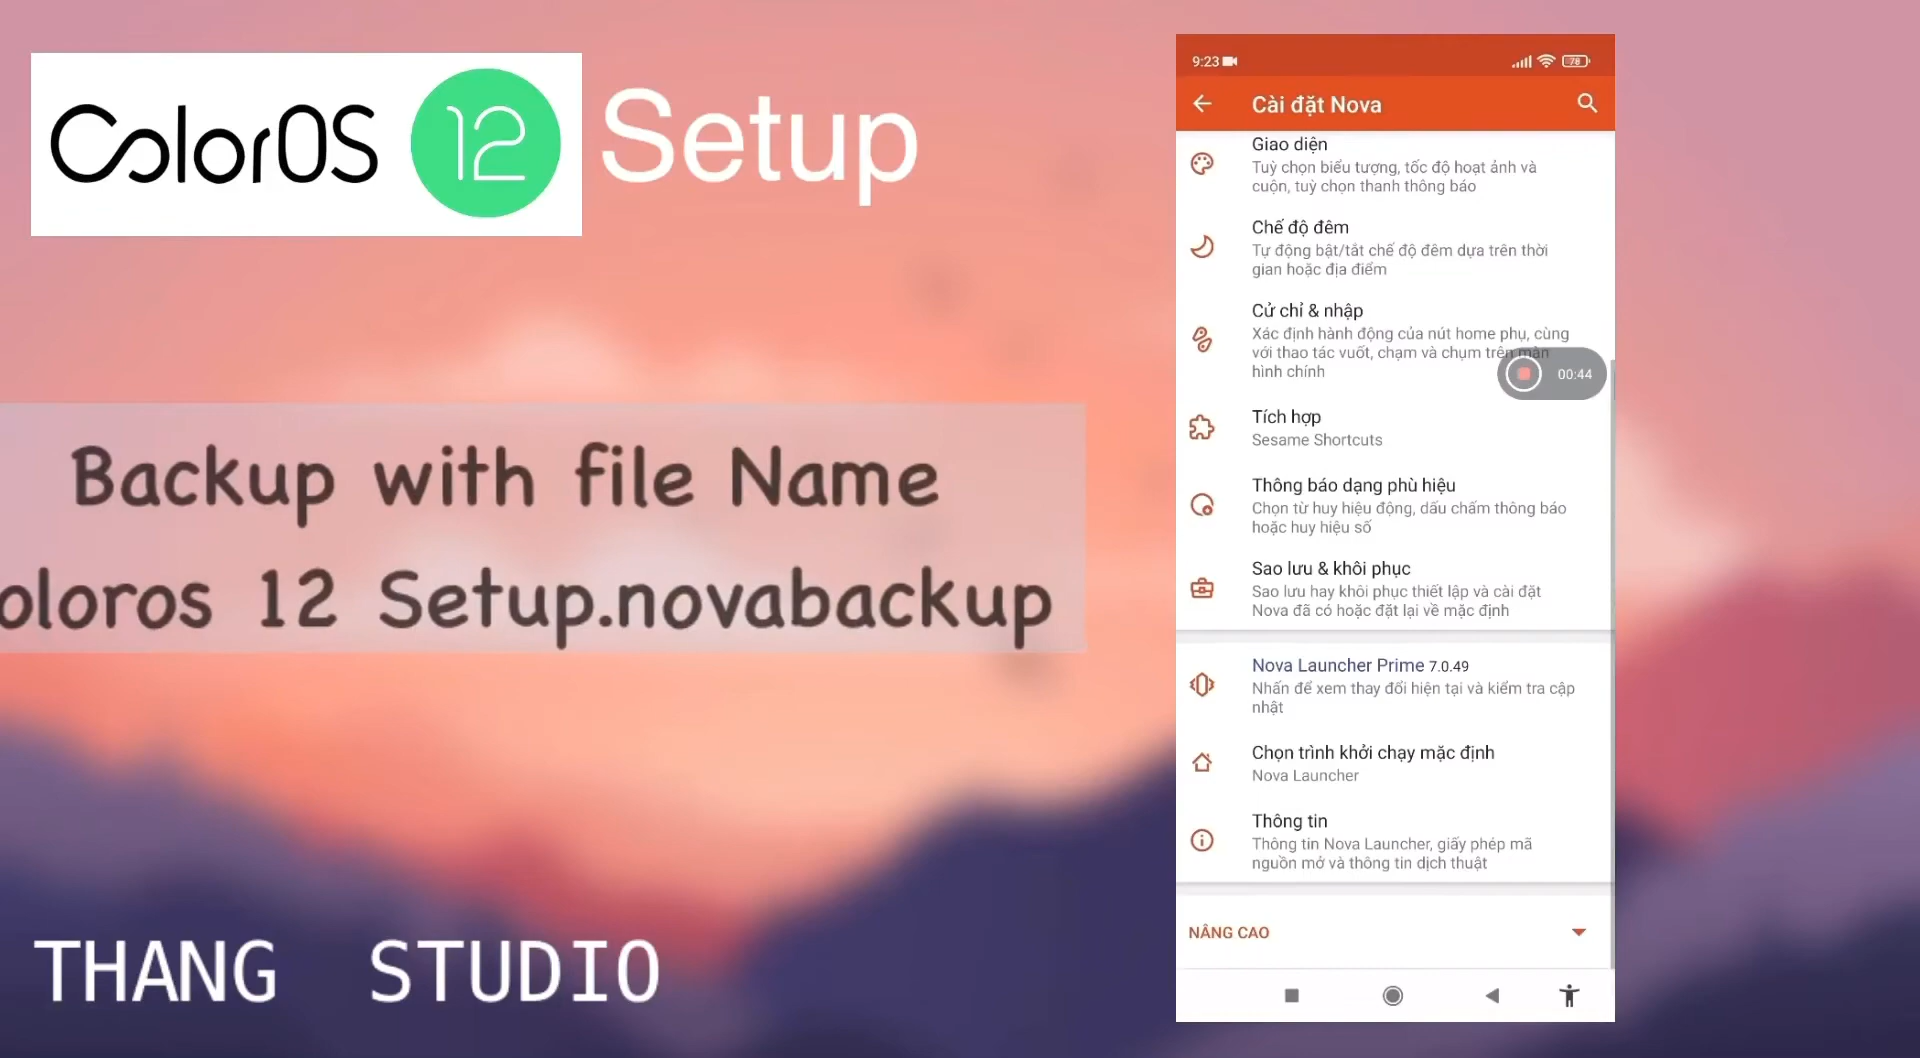 ColorOS 12 Setup
Backup with file Name
oloros 12 Setup.novabackup
THANG STUDIO
9:23
78
Cài đặt Nova
Giao diện
Tuỳ chọn biểu tượng, tốc độ hoạt ảnh và
cuộn, tuỳ chọn thanh thông báo
Chế độ đêm
Tự động bật/tắt chế độ đêm dựa trên thời
gian hoặc địa điểm
Cử chỉ & nhập
Xác định hành động của nút home phụ, cùng
với thao tác vuốt, chạm và chụm trên màn
hình chính
00:44
Tích hợp
Sesame Shortcuts
Thông báo dạng phù hiệu
Chọn từ huy hiệu động, dấu chấm thông báo
hoặc huy hiệu số
Sao lưu & khôi phục
Sao lưu hay khôi phục thiết lập và cài đặt
Nova đã có hoặc đặt lại về mặc định
Nova Launcher Prime 7.0.49
Nhấn để xem thay đổi hiện tại và kiểm tra cập
nhật
Chọn trình khởi chạy mặc định
Nova Launcher
Thông tin
Thông tin Nova Launcher, giấy phép mã
nguồn mở và thông tin dịch thuật
NÂNG CAO